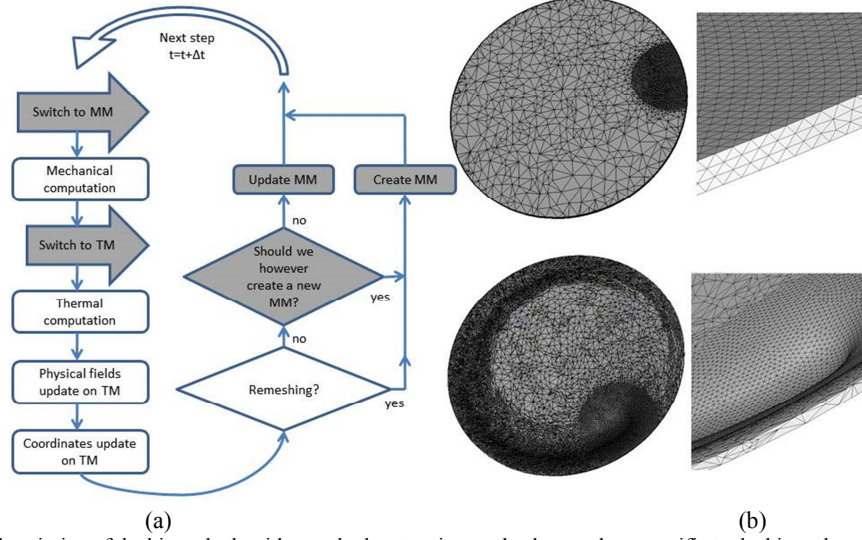 Next step
t=t+Δt
Switch to MM
Mechanical
computation
Switch to TM
Thermal
computation
Physical fields
update on TM
Coordinates update
on TM
Update MM
Create MM
no
Should we
however
create a new
MM?
yes
no
Remeshing?
yes
(a)
(b)